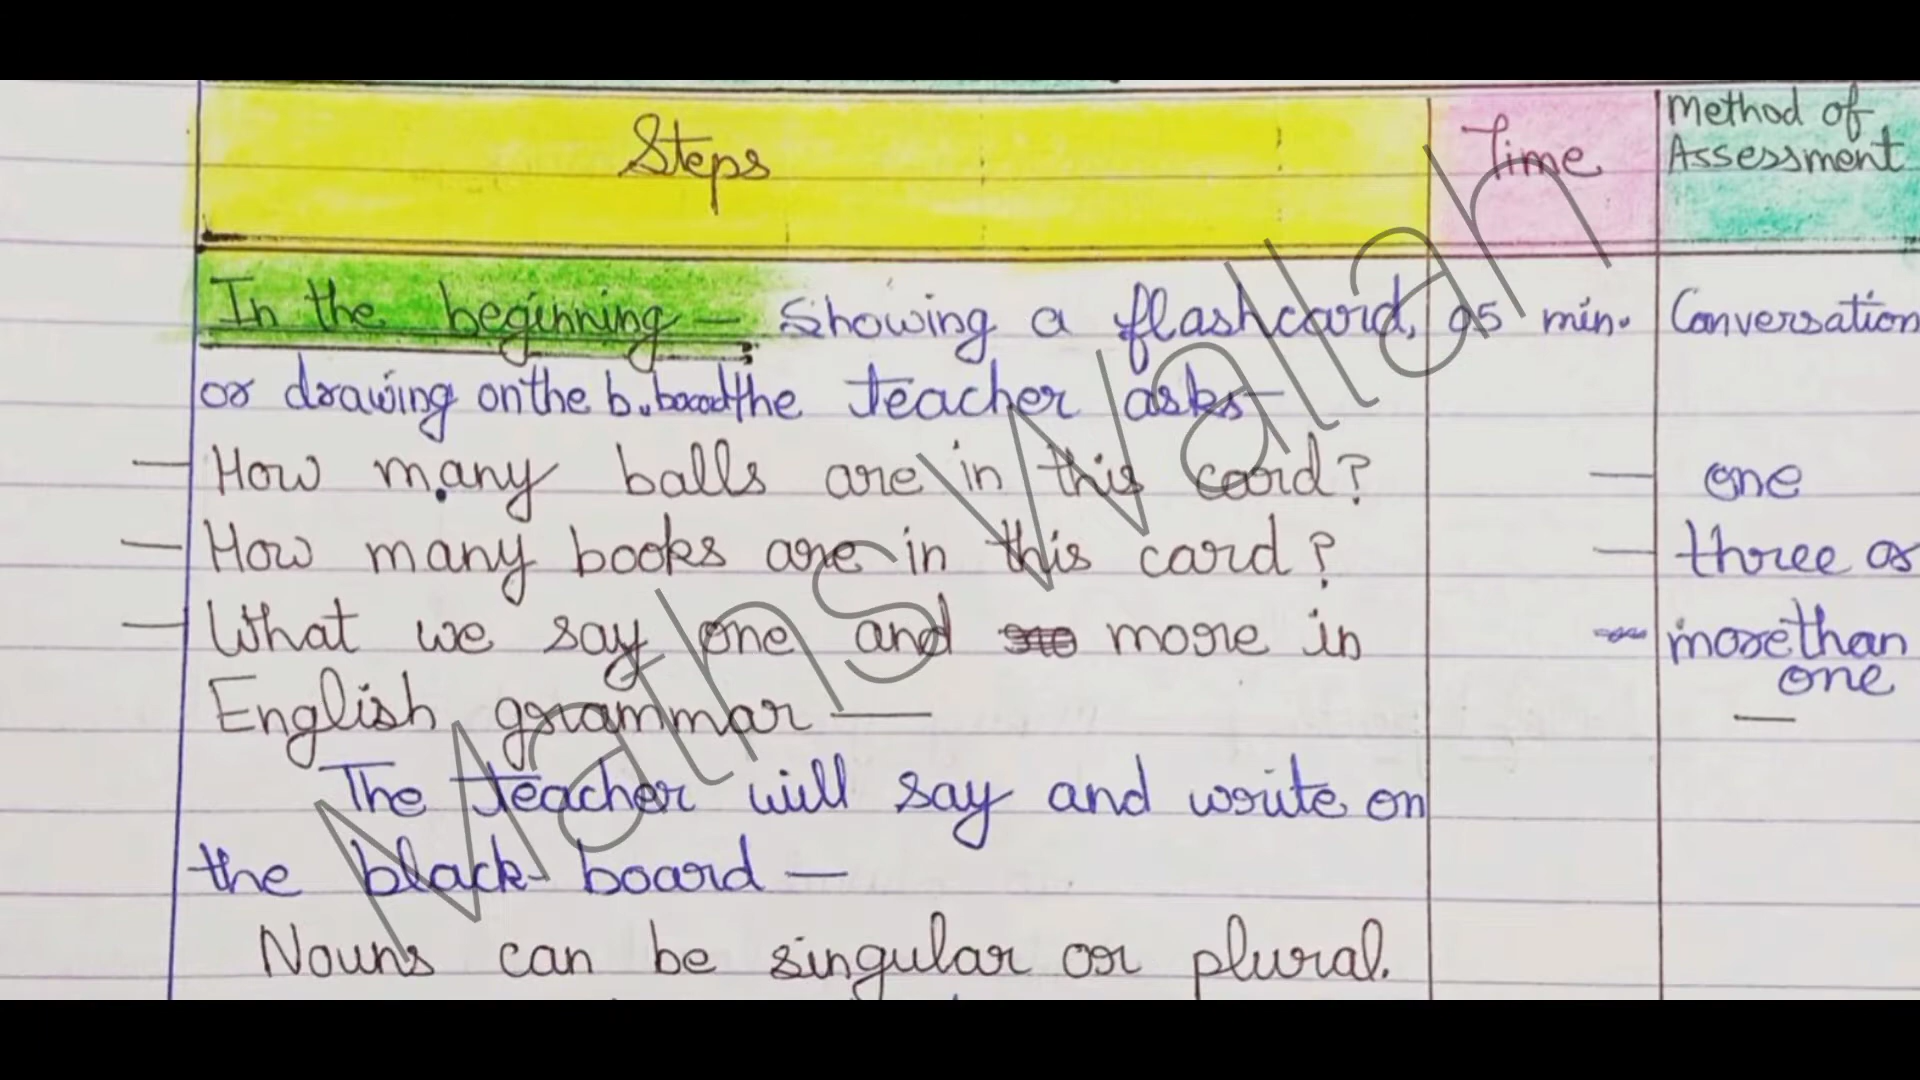 Steps Time Method of
Assessment
In the beginning — Showing a flashcard, 05 min. Conversation
or drawing on the b.board the teacher asks—
— How many balls are in this card? — one
— How many books are in this card? — three or
— What we say one and more in — more than
one
English grammar — —
The teacher will say and write on
the black board —
Nouns can be singular or plural.
Maths Wallah